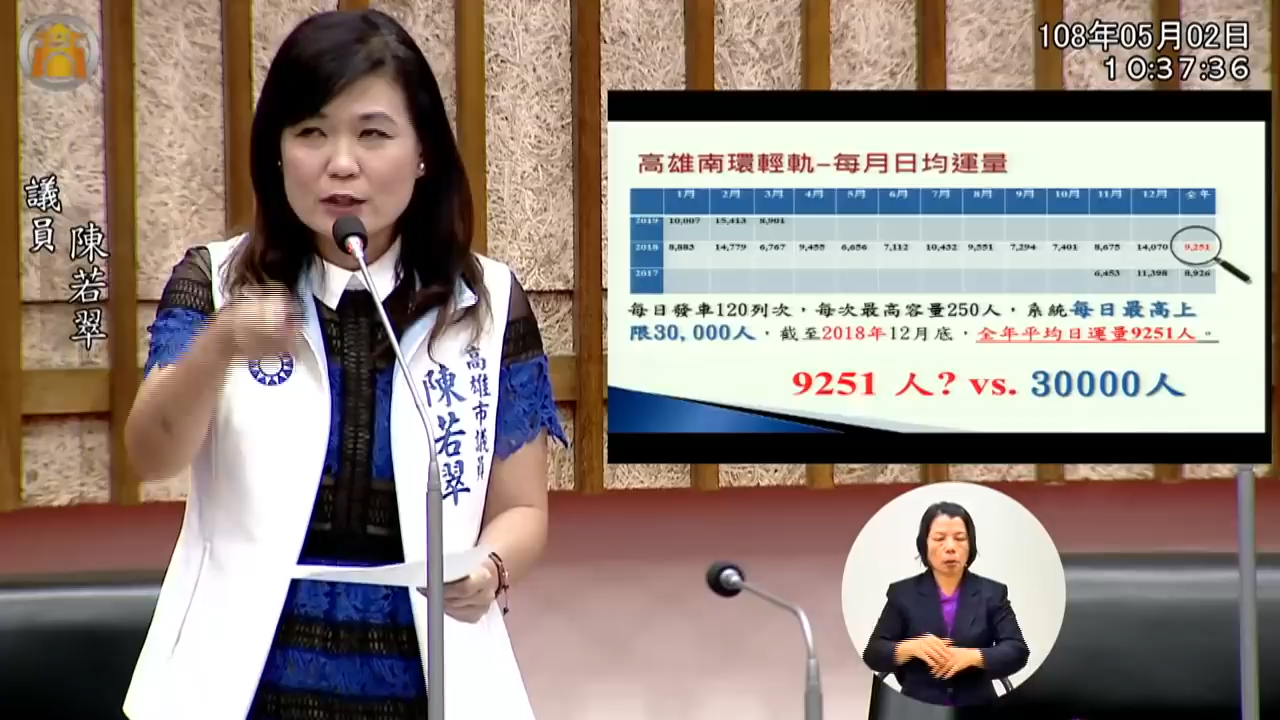 108年05月02日
10:37:36
議員
陳若翠
高雄市議員
陳若翠
高雄南環輕軌-每月日均運量
1月 2月 3月 4月 5月 6月 7月 8月 9月 10月 11月 12月 全年
2019 10,007 15,413 8,901
2018 8,883 14,779 6,767 9,455 6,656 7,112 10,432 9,551 7,294 7,401 8,675 14,070 9,251
2017 6,453 11,398 8,926
每日發車120列次，每次最高容量250人，系統每日最高上
限30,000人，截至2018年12月底，全年平均日運量9251人。
9251 人? vs. 30000人